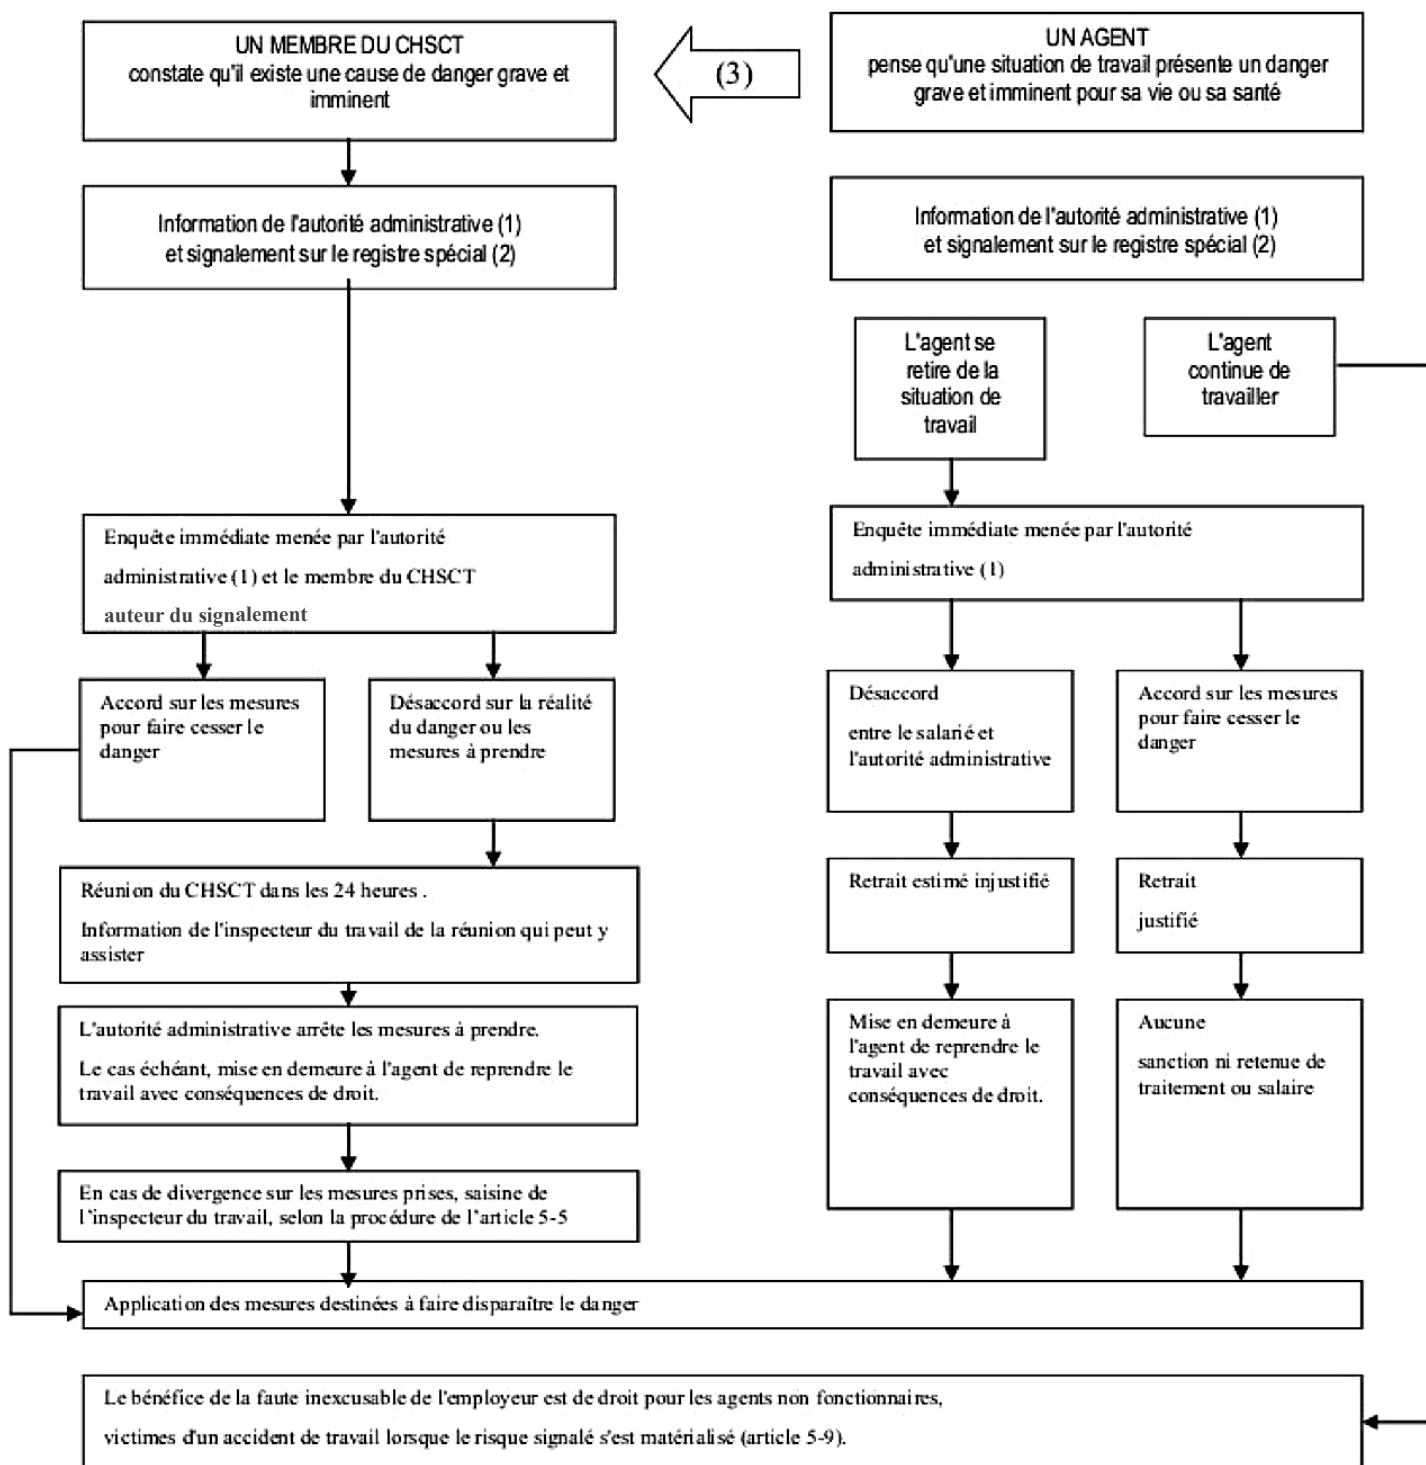 UN MEMBRE DU CHSCT
constate qu'il existe une cause de danger grave et
imminent
(3)
UN AGENT
pense qu'une situation de travail présente un danger
grave et imminent pour sa vie ou sa santé
Information de l'autorité administrative (1)
et signalement sur le registre spécial (2)
Information de l'autorité administrative (1)
et signalement sur le registre spécial (2)
L'agent se
retire de la
situation de
travail
L'agent
continue de
travailler
Enquête immédiate menée par l'autorité
administrative (1) et le membre du CHSCT
auteur du signalement
Enquête immédiate menée par l'autorité
administrative (1)
Accord sur les mesures
pour faire cesser le
danger
Désaccord sur la réalité
du danger ou les
mesures à prendre
Désaccord
entre le salarié et
l'autorité administrative
Accord sur les mesures
pour faire cesser le
danger
Réunion du CHSCT dans les 24 heures .
Information de l'inspecteur du travail de la réunion qui peut y
assister
Retrait estimé injustifié
Retrait
justifié
L'autorité administrative arrête les mesures à prendre.
Le cas échéant, mise en demeure à l'agent de reprendre le
travail avec conséquences de droit.
Mise en demeure à
l'agent de reprendre le
travail avec
conséquences de droit.
Aucune
sanction ni retenue de
traitement ou salaire
En cas de divergence sur les mesures prises, saisine de
l'inspecteur du travail, selon la procédure de l'article 5-5
Application des mesures destinées à faire disparaître le danger
Le bénéfice de la faute inexcusable de l'employeur est de droit pour les agents non fonctionnaires,
victimes d'un accident de travail lorsque le risque signalé s'est matérialisé (article 5-9).